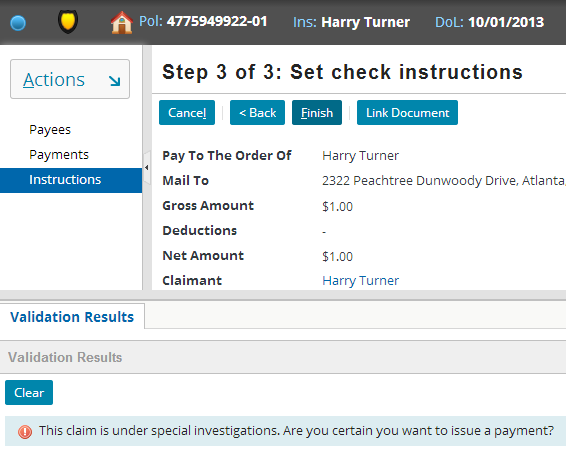 Pol: 4775949922-01 Ins: Harry Turner DoL: 10/01/2013
Actions
Payees
Payments
Instructions
Step 3 of 3: Set check instructions
Cancel < Back Finish Link Document
Pay To The Order Of Harry Turner
Mail To 2322 Peachtree Dunwoody Drive, Atlanta,
Gross Amount $1.00
Deductions -
Net Amount $1.00
Claimant Harry Turner
Validation Results
Validation Results
Clear
This claim is under special investigations. Are you certain you want to issue a payment?